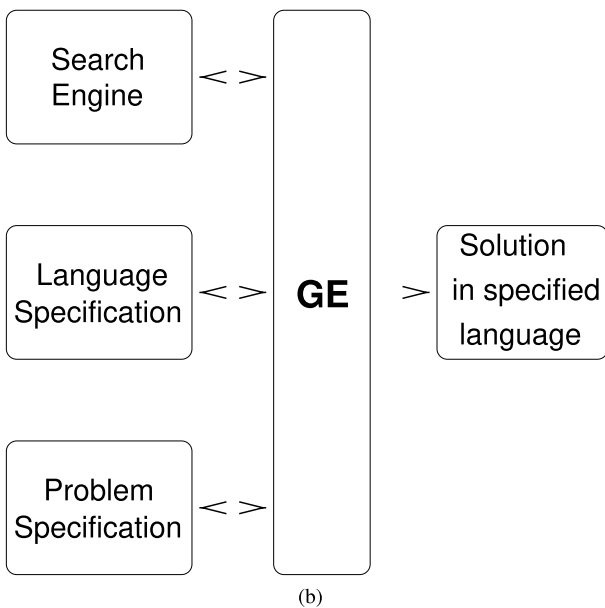 Search
Engine
Language
Specification
GE
Solution
in specified
language
Problem
Specification
(b)